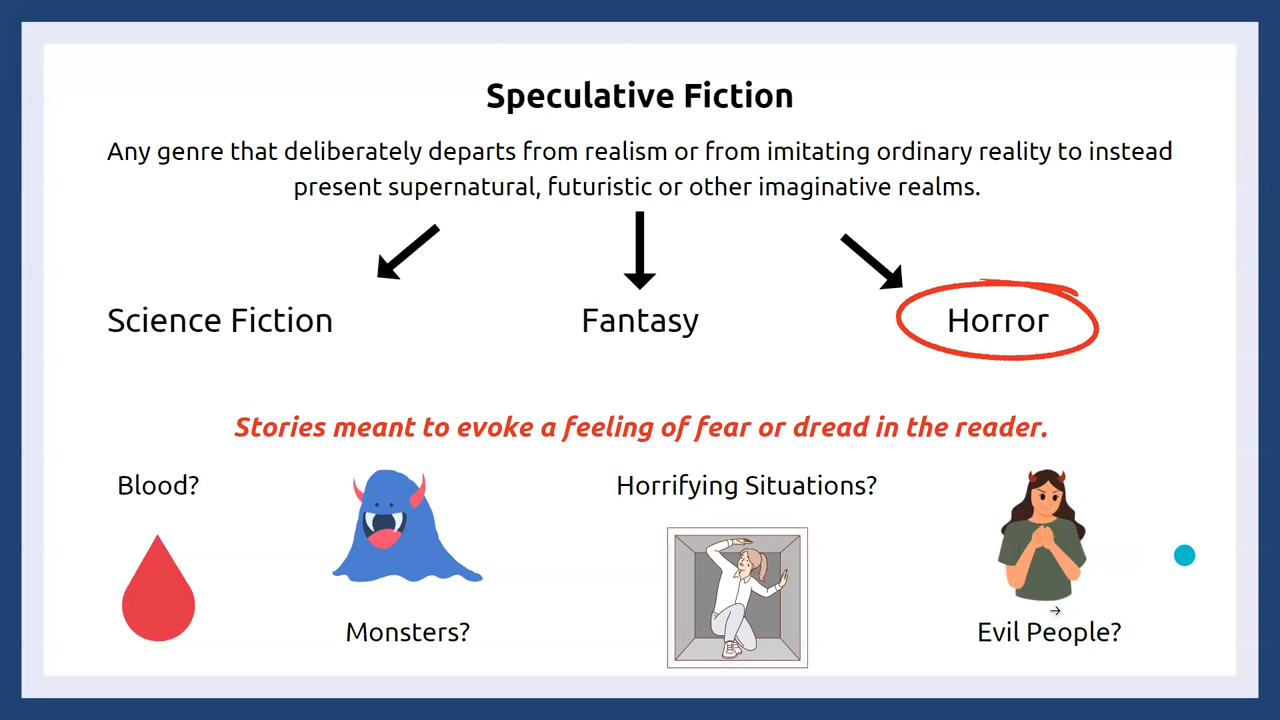 Speculative Fiction
Any genre that deliberately departs from realism or from imitating ordinary reality to instead
present supernatural, futuristic or other imaginative realms.
Science Fiction
Fantasy
Horror
Stories meant to evoke a feeling of fear or dread in the reader.
Blood?
Monsters?
Horrifying Situations?
Evil People?